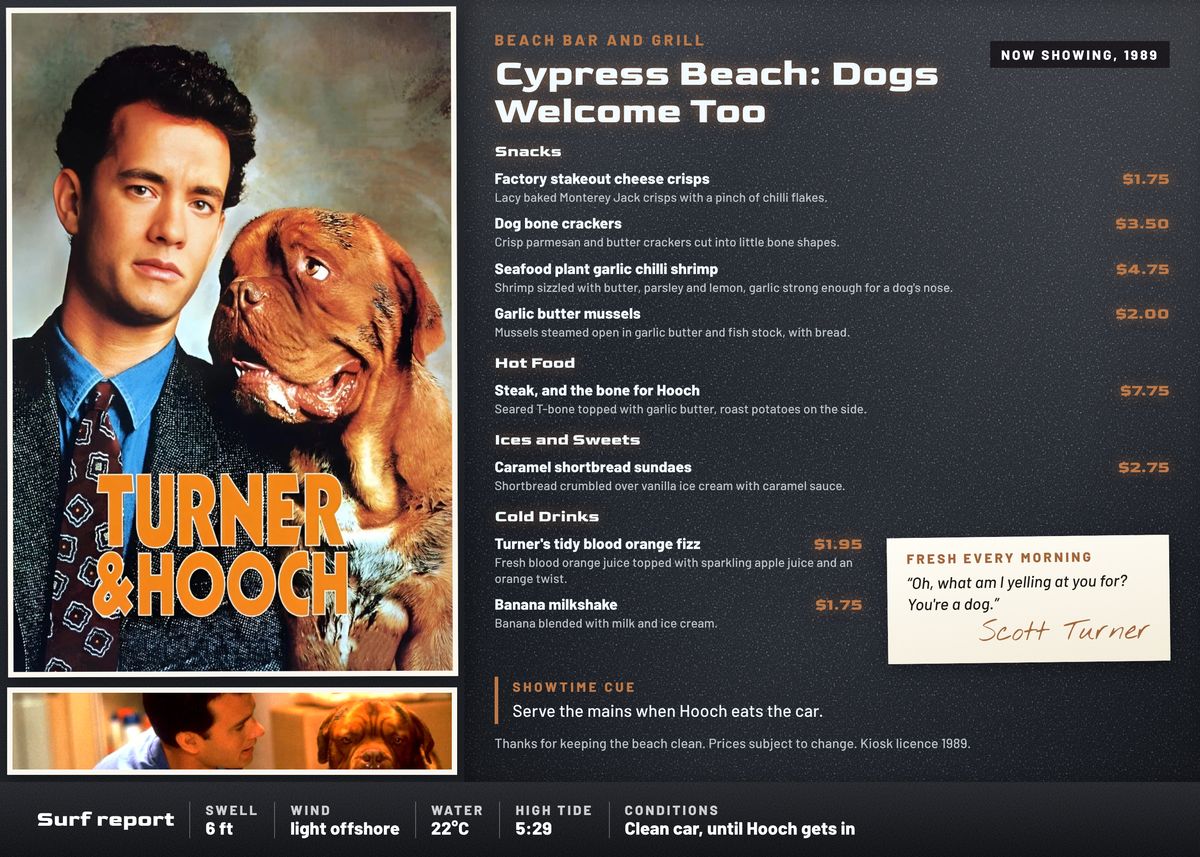 TURNER
&HOOCH
BEACH BAR AND GRILL
NOW SHOWING, 1989
Cypress Beach: Dogs
Welcome Too
Snacks
Factory stakeout cheese crisps $1.75
Lacy baked Monterey Jack crisps with a pinch of chilli flakes.
Dog bone crackers $3.50
Crisp parmesan and butter crackers cut into little bone shapes.
Seafood plant garlic chilli shrimp $4.75
Shrimp sizzled with butter, parsley and lemon, garlic strong enough for a dog's nose.
Garlic butter mussels $2.00
Mussels steamed open in garlic butter and fish stock, with bread.
Hot Food
Steak, and the bone for Hooch $7.75
Seared T-bone topped with garlic butter, roast potatoes on the side.
Ices and Sweets
Caramel shortbread sundaes $2.75
Shortbread crumbled over vanilla ice cream with caramel sauce.
Cold Drinks
Turner's tidy blood orange fizz $1.95
Fresh blood orange juice topped with sparkling apple juice and an
orange twist.
Banana milkshake $1.75
Banana blended with milk and ice cream.
FRESH EVERY MORNING
“Oh, what am I yelling at you for?
You're a dog.”
Scott Turner
SHOWTIME CUE
Serve the mains when Hooch eats the car.
Thanks for keeping the beach clean. Prices subject to change. Kiosk licence 1989.
Surf report
SWELL
6 ft
WIND
light offshore
WATER
22°C
HIGH TIDE
5:29
CONDITIONS
Clean car, until Hooch gets in